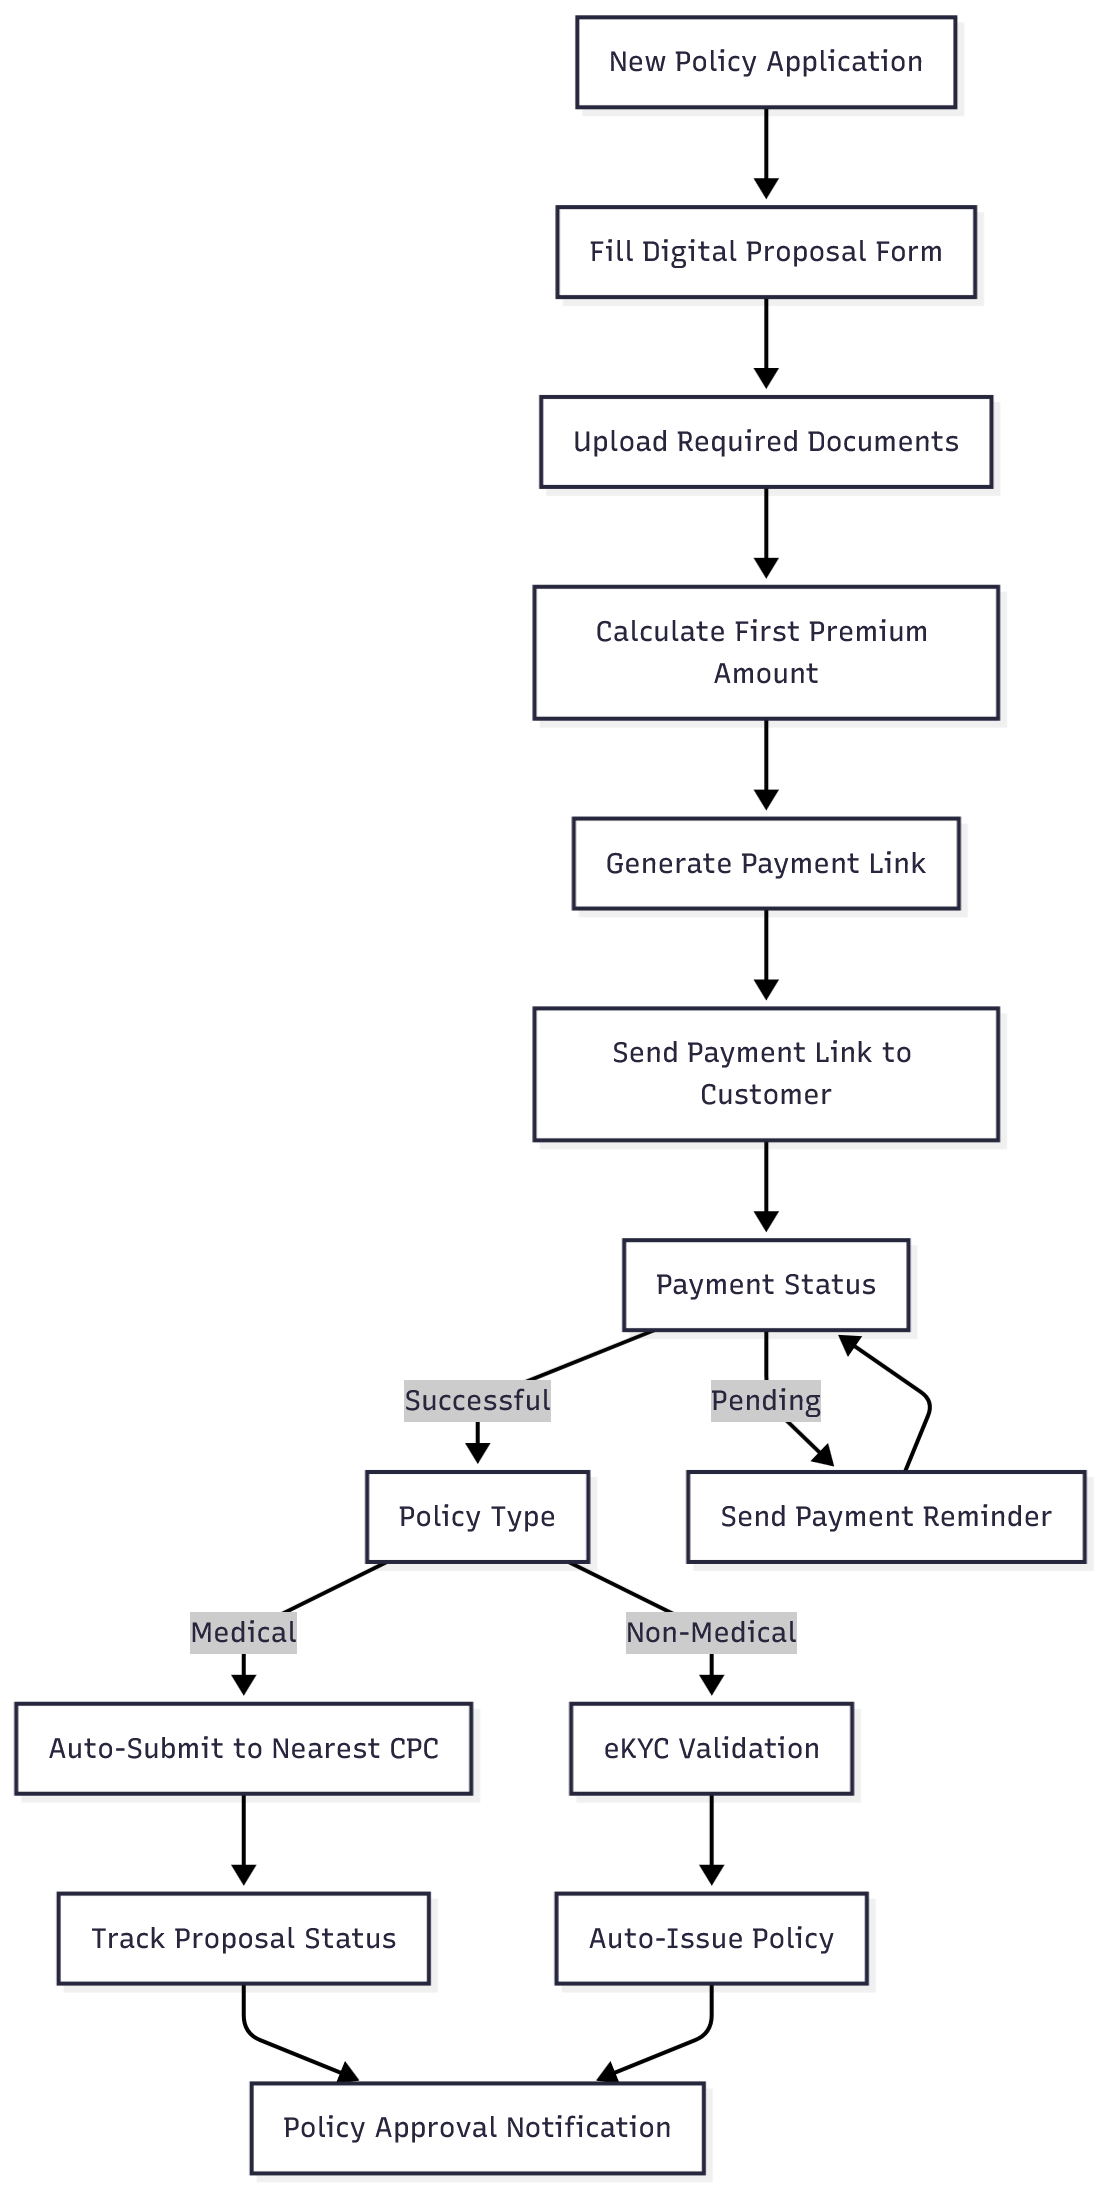 New Policy Application
Fill Digital Proposal Form
Upload Required Documents
Calculate First Premium
Amount
Generate Payment Link
Send Payment Link to
Customer
Payment Status
Successful
Pending
Policy Type
Send Payment Reminder
Medical
Non-Medical
Auto-Submit to Nearest CPC
eKYC Validation
Track Proposal Status
Auto-Issue Policy
Policy Approval Notification